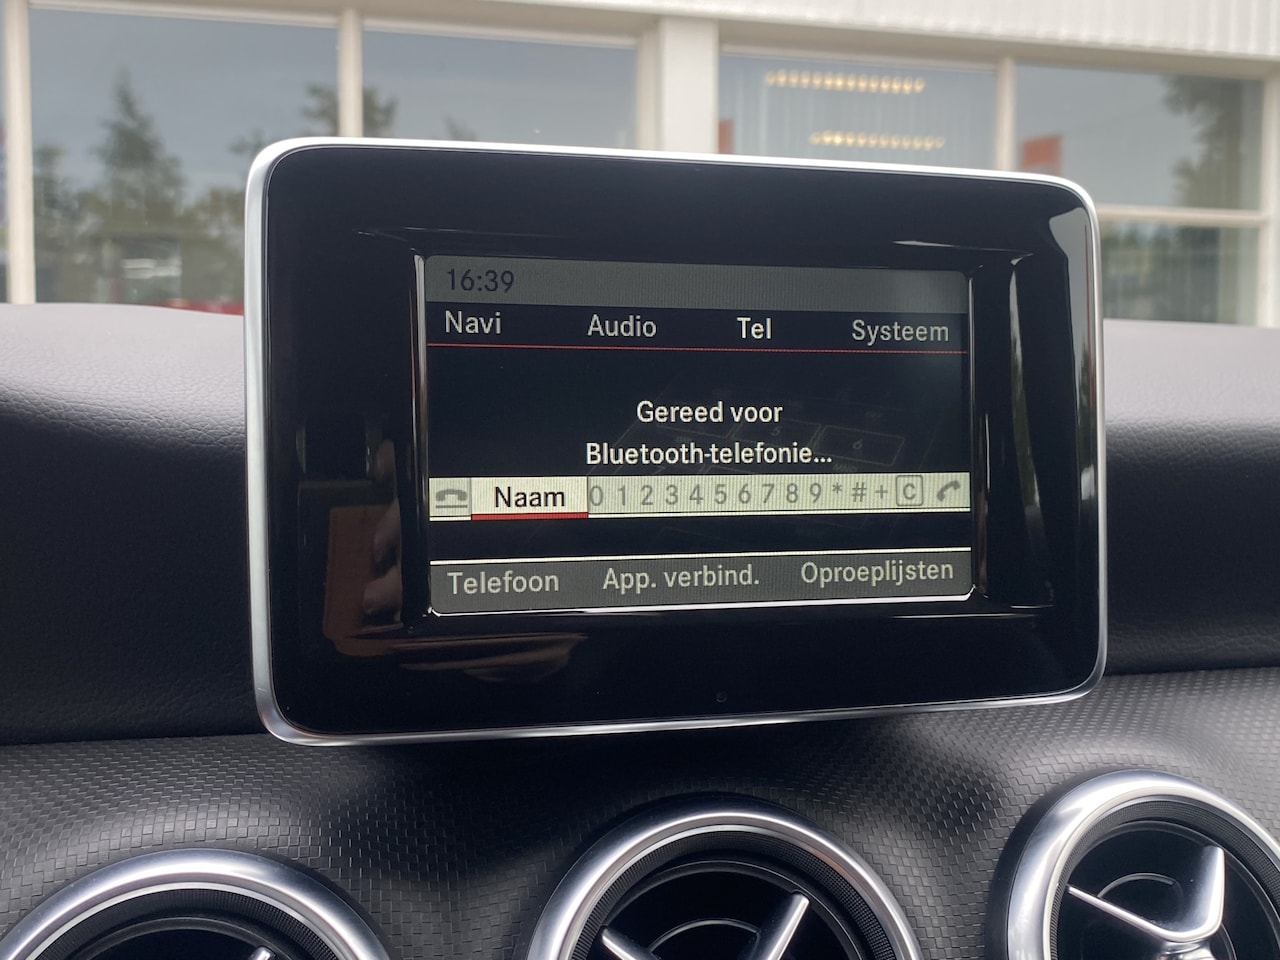 16:39
Navi Audio Tel Systeem
Gereed voor
Bluetooth-telefonie...
Naam 0 1 2 3 4 5 6 7 8 9 * # + C
Telefoon App. verbind. Oproeplijsten